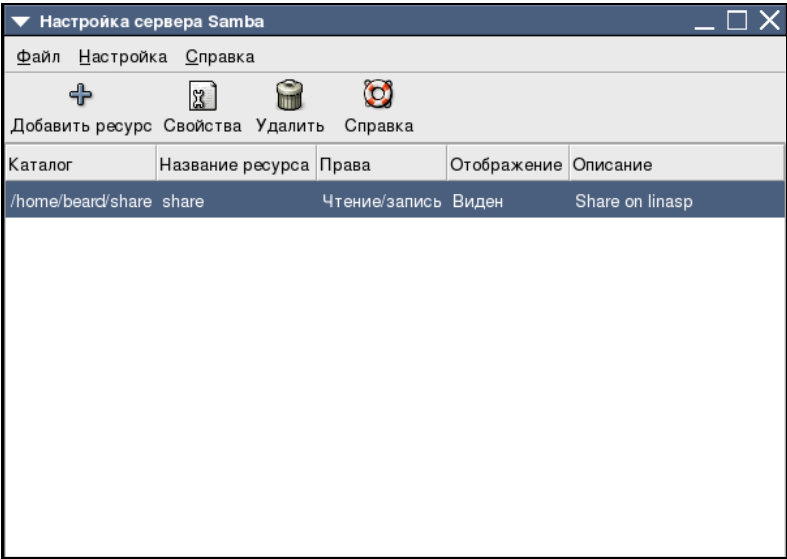 Настройка сервера Samba
Файл Настройка Справка
Добавить ресурс Свойства Удалить Справка
Каталог Название ресурса Права Отображение Описание
/home/beard/share share Чтение/запись Виден Share on linasp